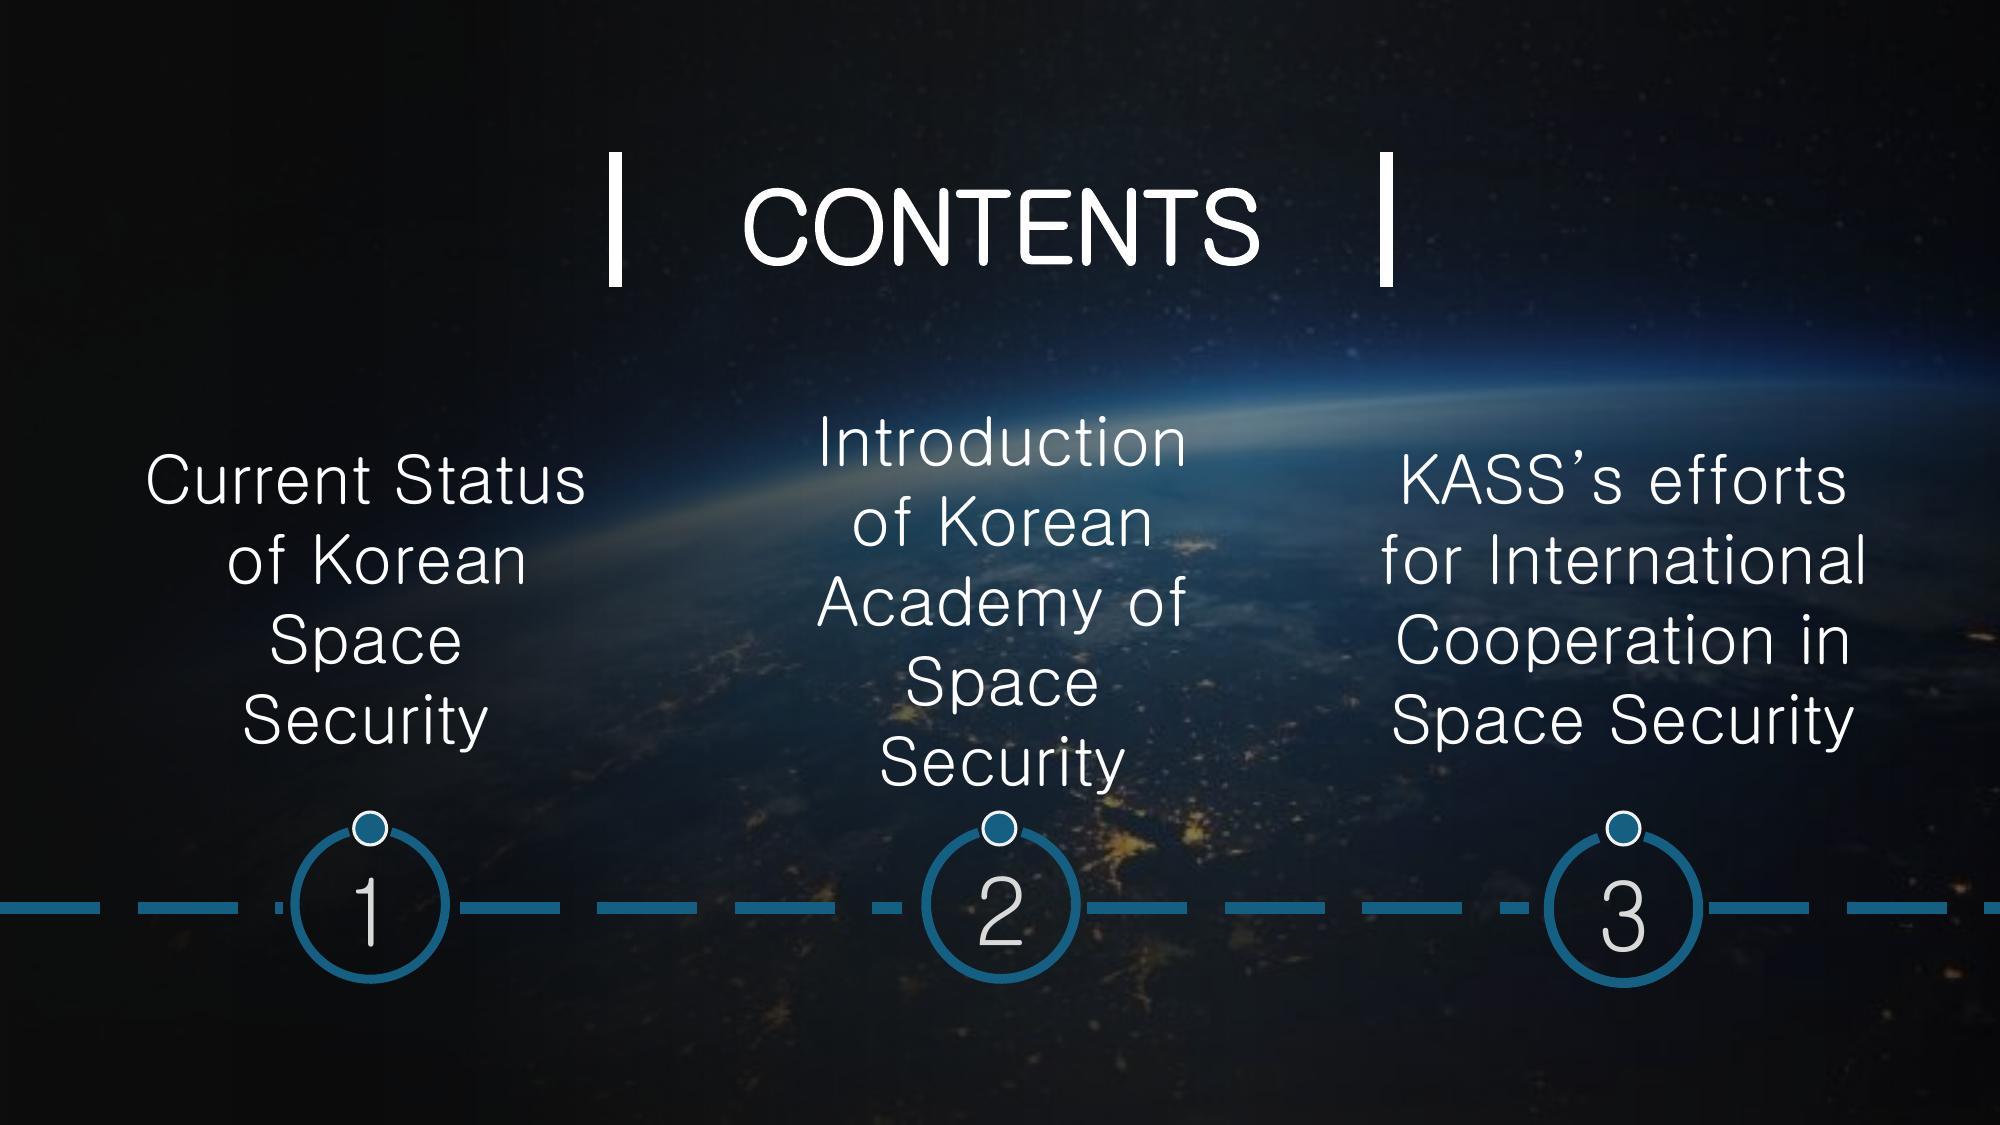 CONTENTS
Current Status
of Korean
Space
Security
1
Introduction
of Korean
Academy of
Space
Security
2
KASS’s efforts
for International
Cooperation in
Space Security
3